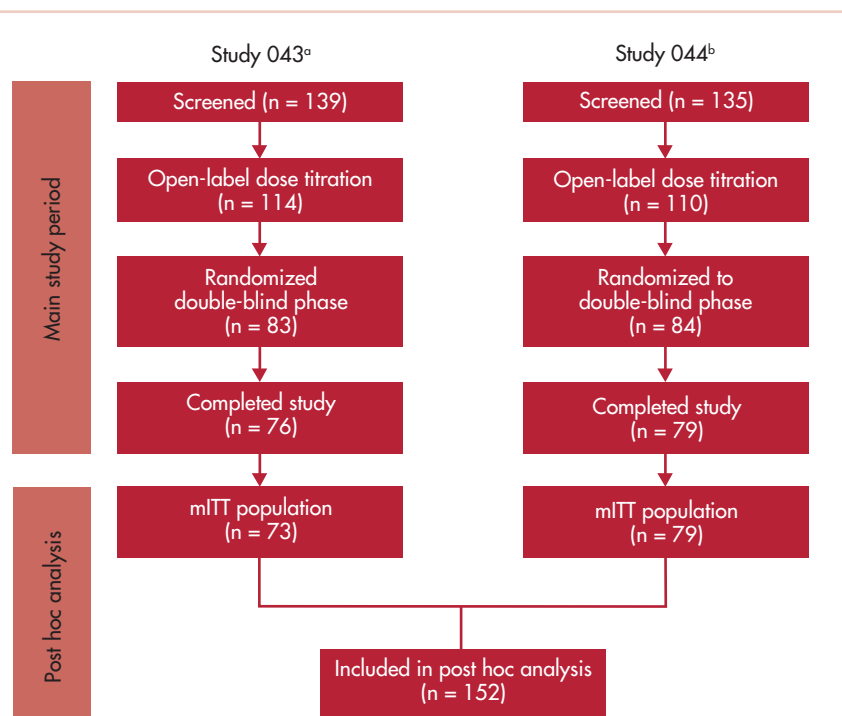 Study 043ᵃ
Screened (n = 139)
Open-label dose titration
(n = 114)
Randomized
double-blind phase
(n = 83)
Completed study
(n = 76)
mITT population
(n = 73)
Study 044ᵇ
Screened (n = 135)
Open-label dose titration
(n = 110)
Randomized to
double-blind phase
(n = 84)
Completed study
(n = 79)
mITT population
(n = 79)
Included in post hoc analysis
(n = 152)
Main study period
Post hoc analysis